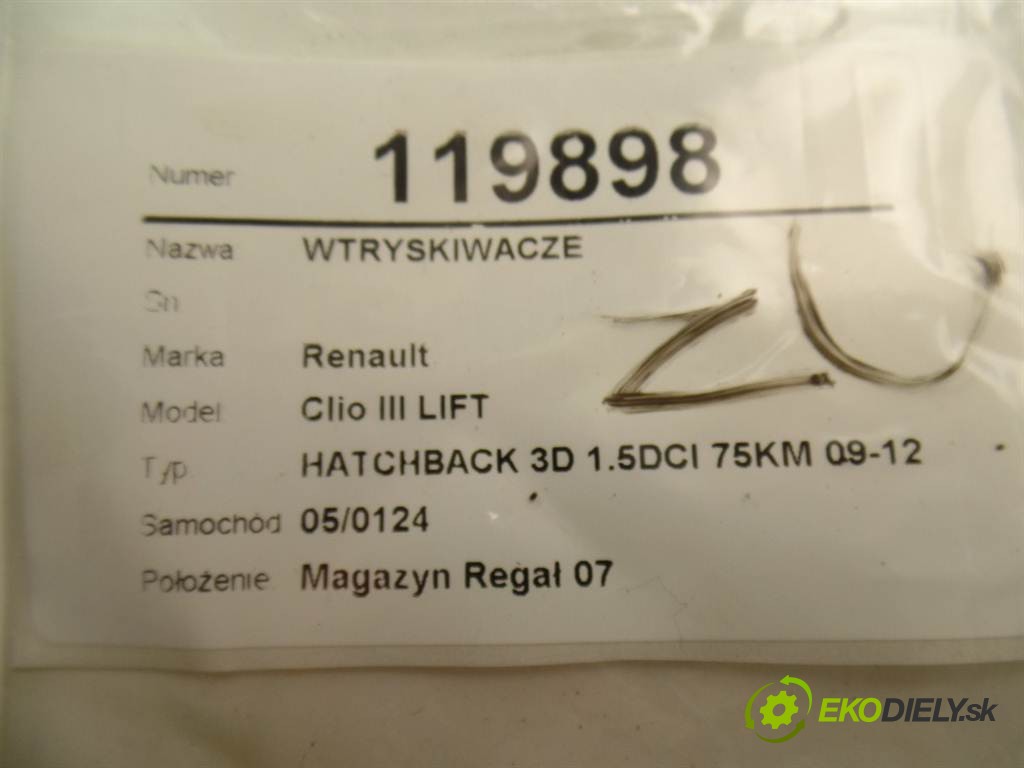 Numer 119898
Nazwa WTRYSKIWACZE
Sn
Marka Renault
Model Clio III LIFT
Typ HATCHBACK 3D 1.5DCI 75KM 09-12
Samochód 05/0124
Położenie Magazyn Regał 07
EKODIELY.sk